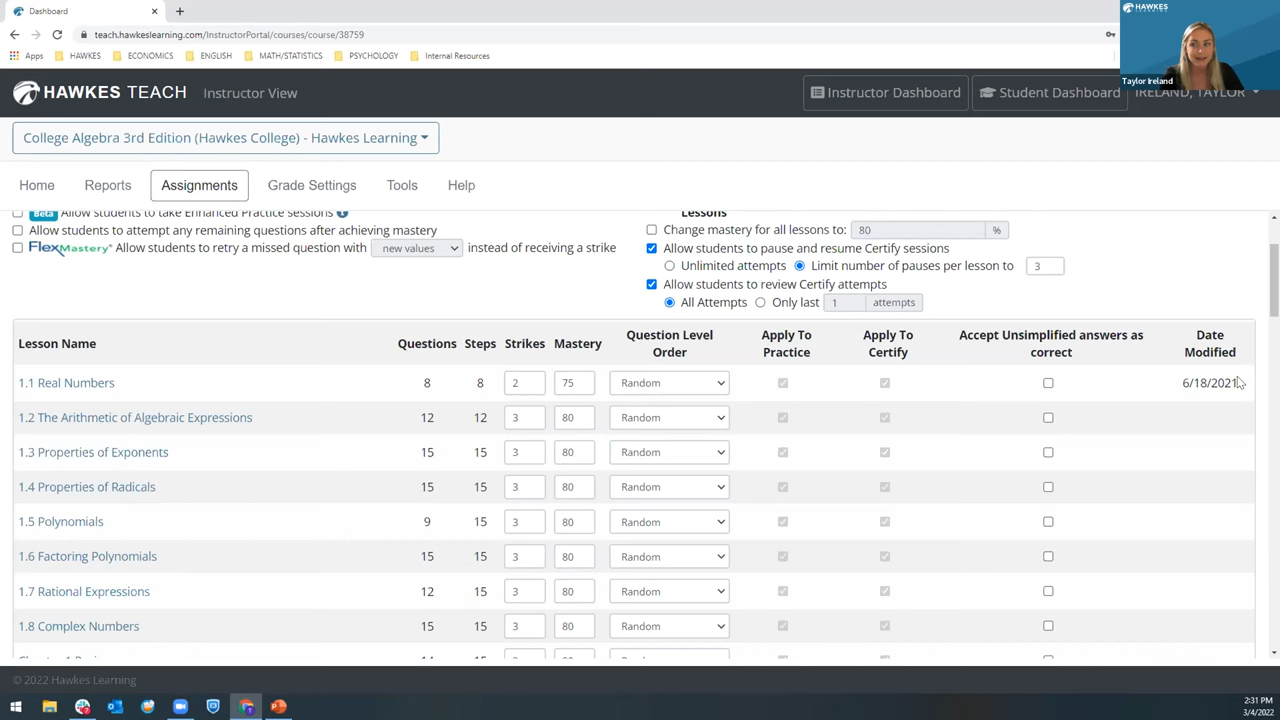 Dashboard
teach.hawkeslearning.com/InstructorPortal/courses/course/38759
Apps HAWKES ECONOMICS ENGLISH MATH/STATISTICS PSYCHOLOGY Internal Resources
HAWKES LEARNING
Taylor Ireland
HAWKES TEACH Instructor View Instructor Dashboard Student Dashboard IRELAND, TAYLOR
College Algebra 3rd Edition (Hawkes College) - Hawkes Learning
Home Reports Assignments Grade Settings Tools Help
Beta Allow students to take Enhanced Practice sessions
Allow students to attempt any remaining questions after achieving mastery
FlexMastery Allow students to retry a missed question with new values instead of receiving a strike
Lessons
Change mastery for all lessons to: 80 %
Allow students to pause and resume Certify sessions
Unlimited attempts Limit number of pauses per lesson to 3
Allow students to review Certify attempts
All Attempts Only last 1 attempts
Lesson Name Questions Steps Strikes Mastery Question Level Order Apply To Practice Apply To Certify Accept Unsimplified answers as correct Date Modified
1.1 Real Numbers 8 8 2 75 Random 6/18/2021
1.2 The Arithmetic of Algebraic Expressions 12 12 3 80 Random
1.3 Properties of Exponents 15 15 3 80 Random
1.4 Properties of Radicals 15 15 3 80 Random
1.5 Polynomials 9 15 3 80 Random
1.6 Factoring Polynomials 15 15 3 80 Random
1.7 Rational Expressions 12 12 3 80 Random
1.8 Complex Numbers 15 15 3 80 Random
© 2022 Hawkes Learning
2:31 PM
3/4/2022